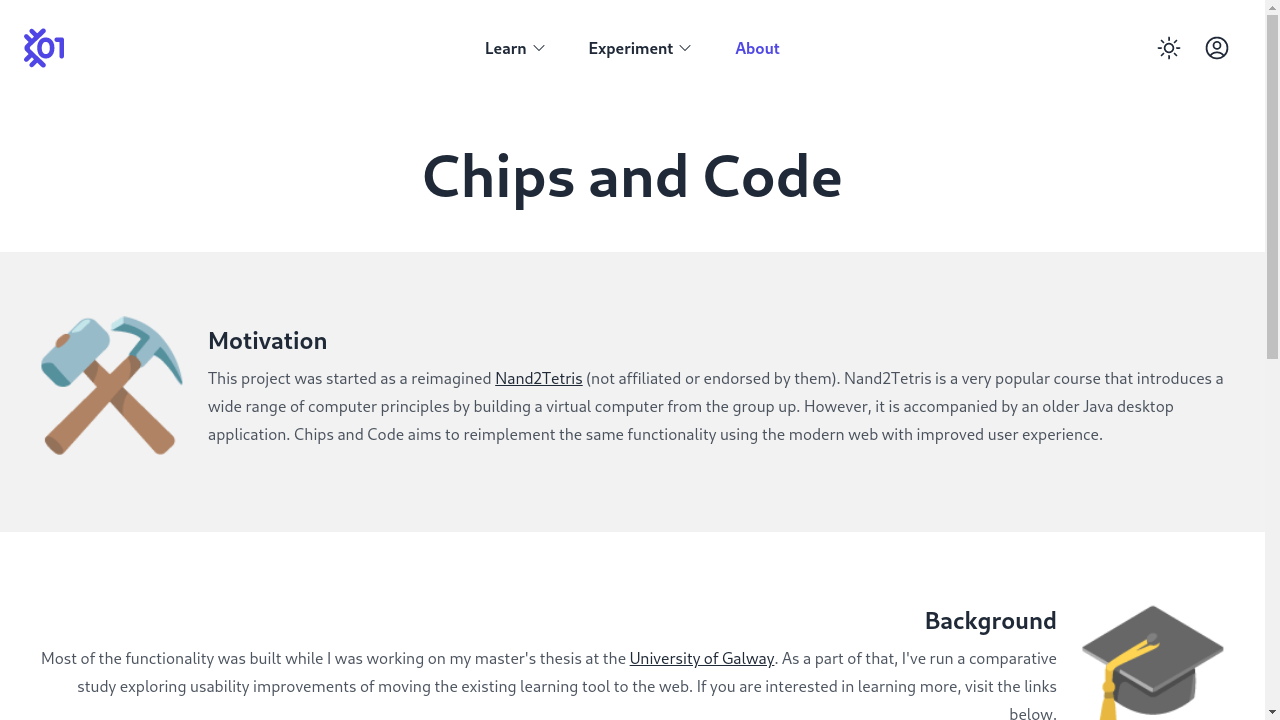 01
Learn
Experiment
About
Chips and Code
Motivation
This project was started as a reimagined Nand2Tetris (not affiliated or endorsed by them). Nand2Tetris is a very popular course that introduces a
wide range of computer principles by building a virtual computer from the group up. However, it is accompanied by an older Java desktop
application. Chips and Code aims to reimplement the same functionality using the modern web with improved user experience.
Background
Most of the functionality was built while I was working on my master's thesis at the University of Galway. As a part of that, I've run a comparative
study exploring usability improvements of moving the existing learning tool to the web. If you are interested in learning more, visit the links
below.